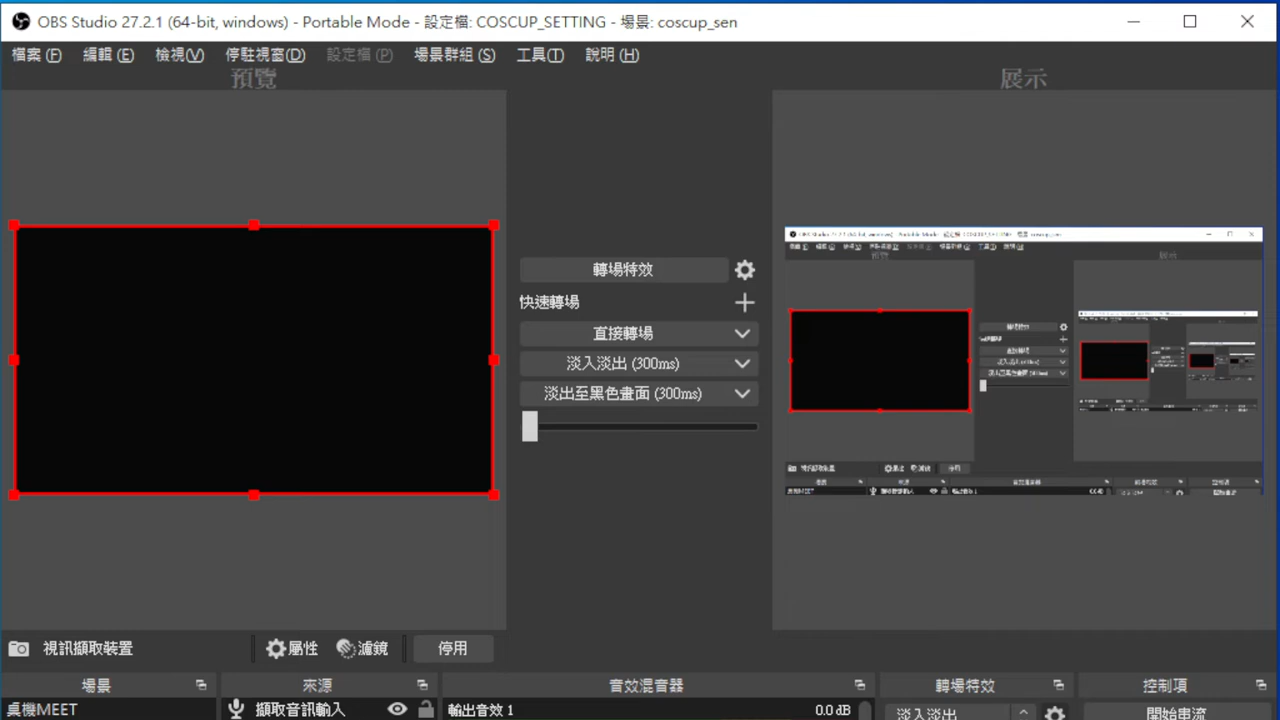 OBS Studio 27.2.1 (64-bit, windows) - Portable Mode - 設定檔: COSCUP_SETTING - 場景: coscup_sen
檔案 (F) 編輯 (E) 檢視(V) 停駐視窗(D) 設定檔 (P) 場景群組 (S) 工具(T) 說明 (H)
預覽
展示
轉場特效
快速轉場
直接轉場
淡入淡出 (300ms)
淡出至黑色畫面 (300ms)
視訊擷取裝置 屬性 濾鏡 停用
場景 來源 音效混音器 轉場特效 控制項
桌機MEET 擷取音訊輸入 輸出音效 1 0.0 dB 淡入淡出 開始串流